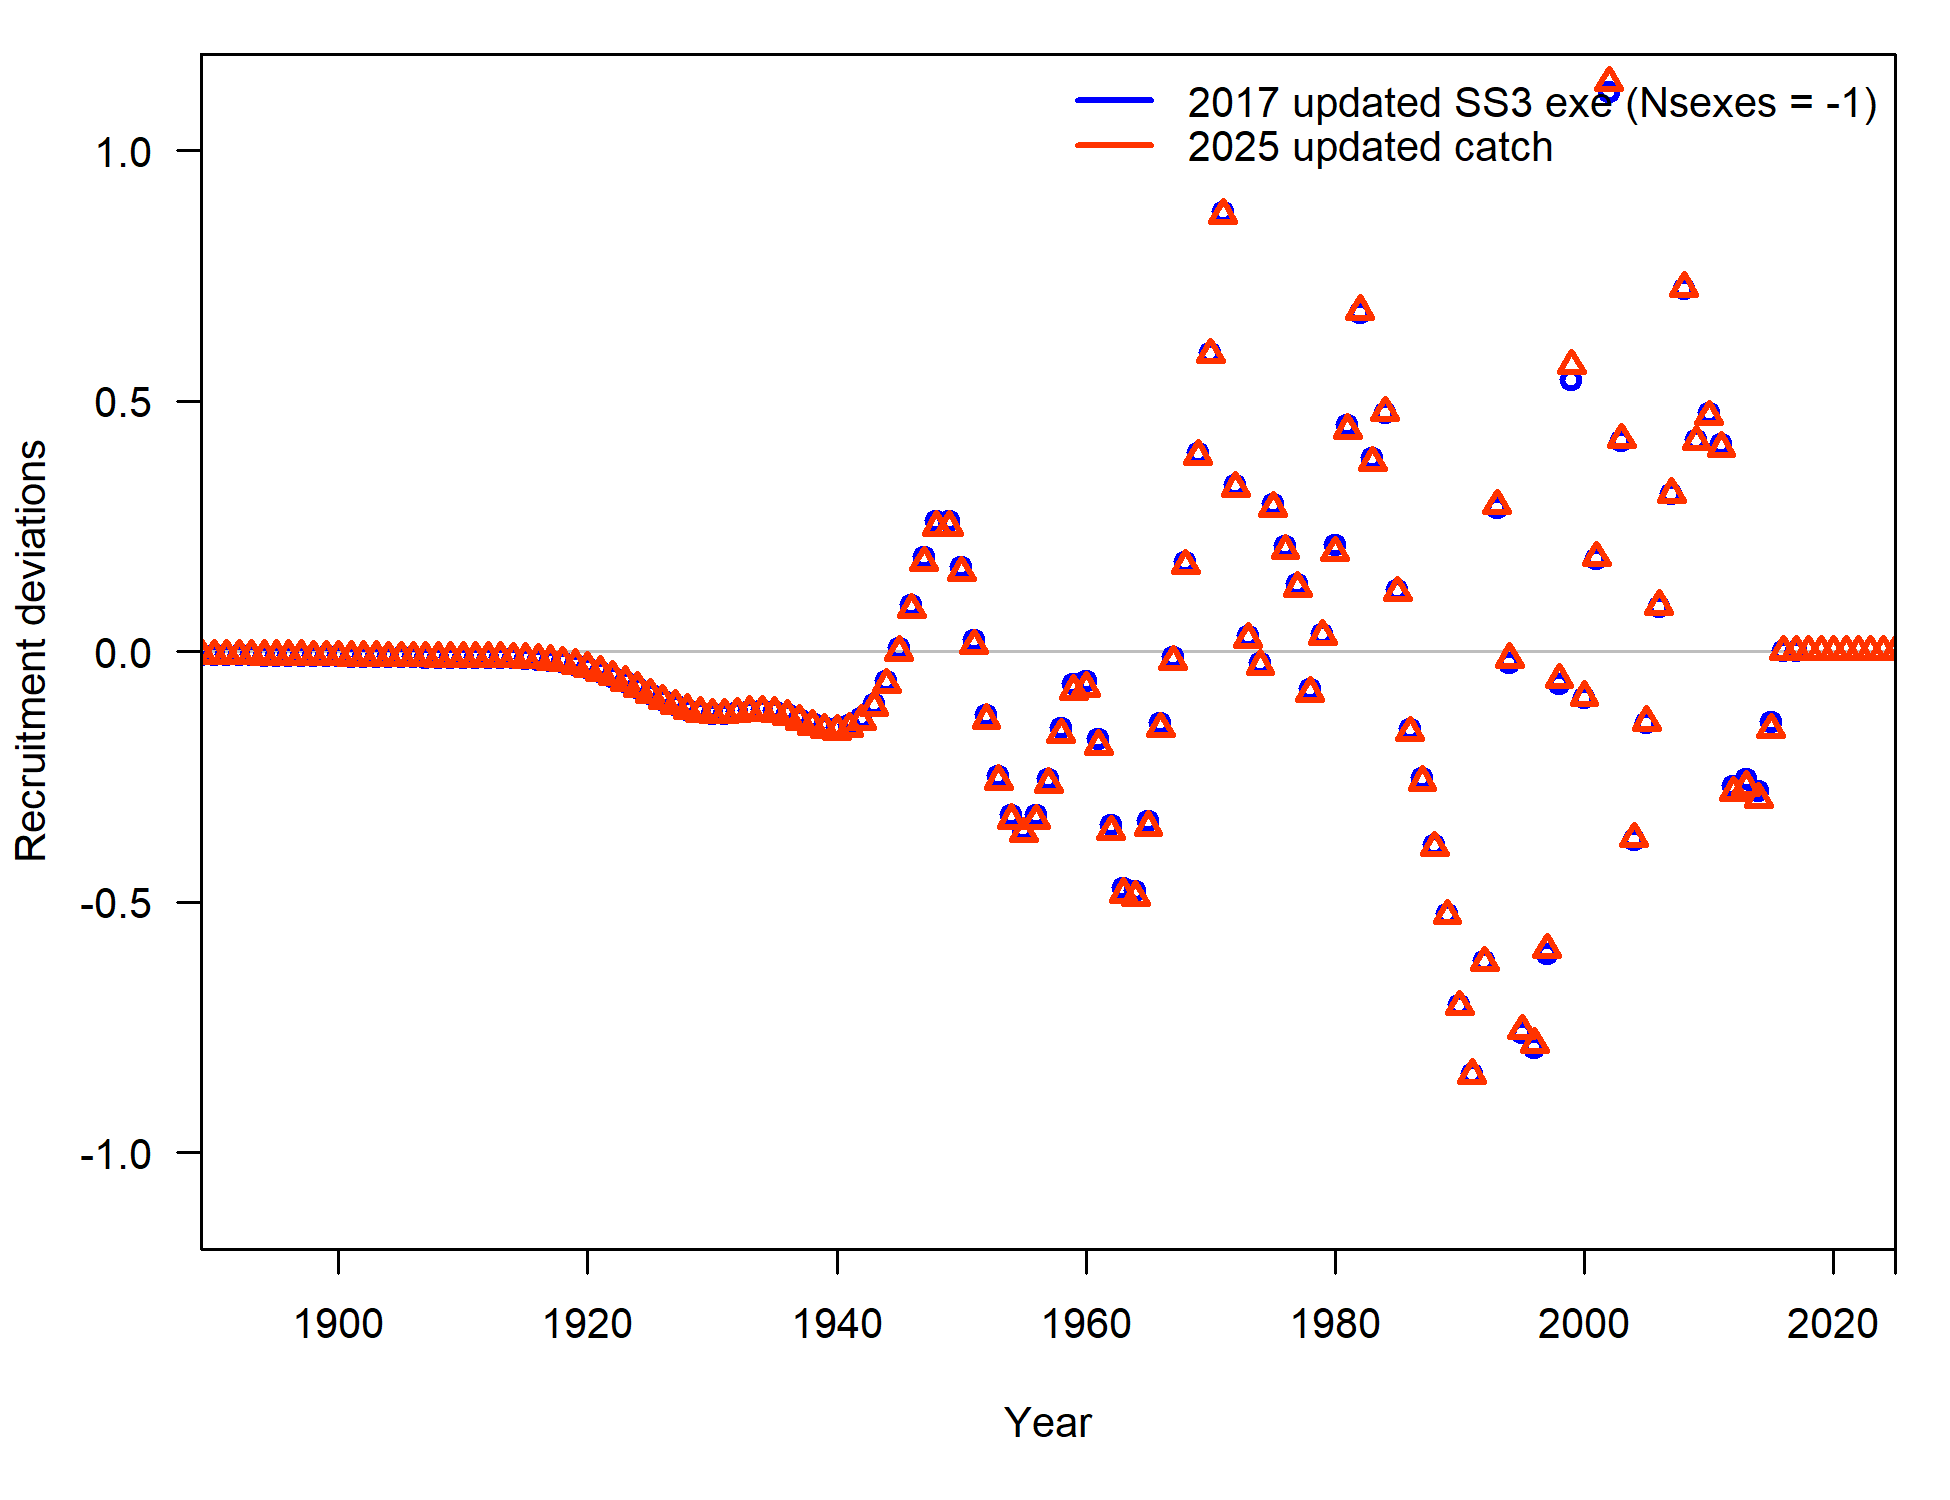 2017 updated SS3 exe (Nsexes = -1)
2025 updated catch
1.0
0.5
0.0
-0.5
-1.0
Recruitment deviations
1900 1920 1940 1960 1980 2000 2020
Year